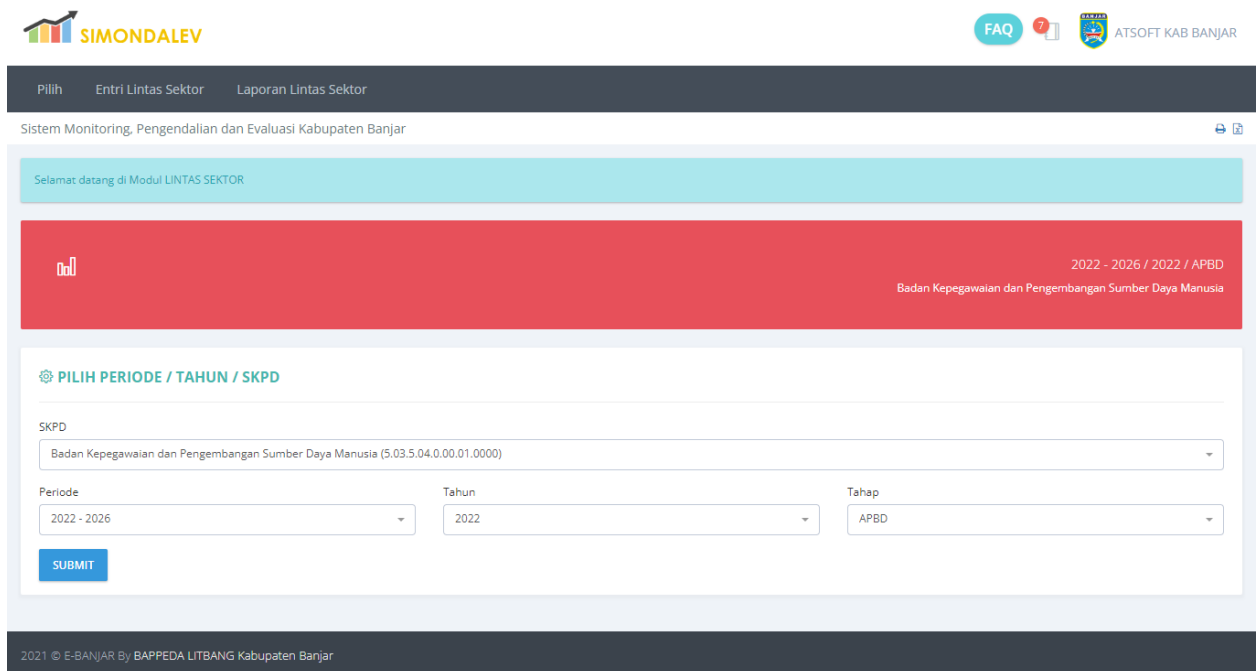 SIMONDALEV
FAQ
7
BANJAR
ATSOFT KAB BANJAR
Pilih Entri Lintas Sektor Laporan Lintas Sektor
Sistem Monitoring, Pengendalian dan Evaluasi Kabupaten Banjar
Selamat datang di Modul LINTAS SEKTOR
2022 - 2026 / 2022 / APBD
Badan Kepegawaian dan Pengembangan Sumber Daya Manusia
PILIH PERIODE / TAHUN / SKPD
SKPD
Badan Kepegawaian dan Pengembangan Sumber Daya Manusia (5.03.5.04.0.00.01.0000)
Periode Tahun Tahap
2022 - 2026 2022 APBD
SUBMIT
2021 © E-BANJAR By BAPPEDA LITBANG Kabupaten Banjar